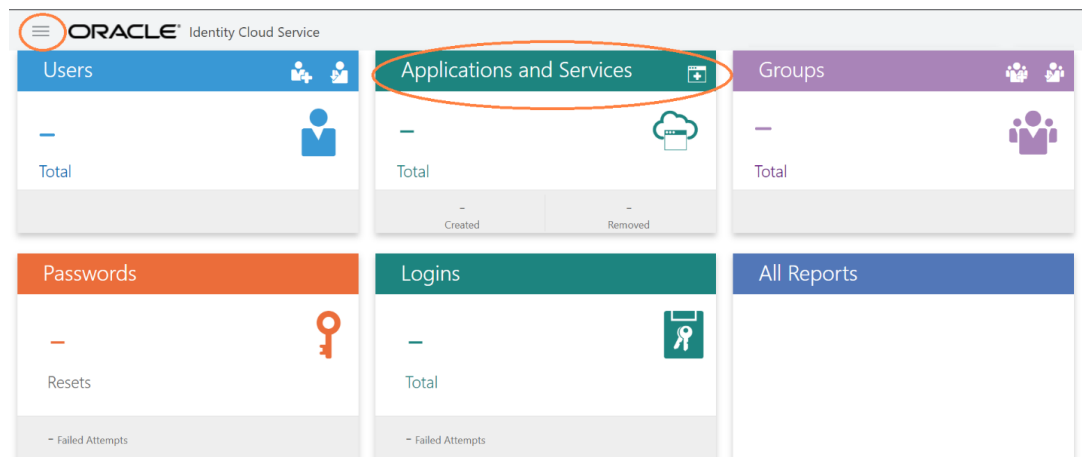 ORACLE® Identity Cloud Service
Users
Applications and Services
Groups
–
–
–
Total
Total
Total
–
–
Created
Removed
Passwords
Logins
All Reports
–
–
Resets
Total
– Failed Attempts
– Failed Attempts